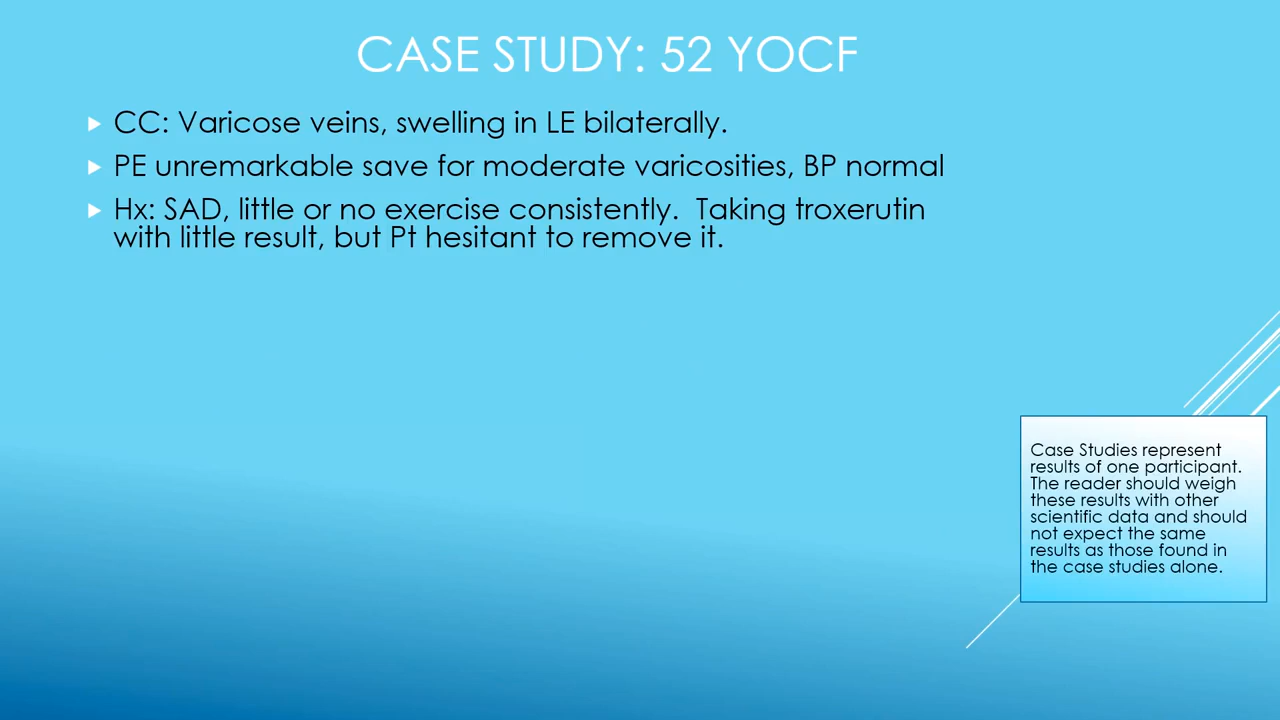 CASE STUDY: 52 YOCF
CC: Varicose veins, swelling in LE bilaterally.
PE unremarkable save for moderate varicosities, BP normal
Hx: SAD, little or no exercise consistently. Taking troxerutin
with little result, but Pt hesitant to remove it.
Case Studies represent
results of one participant.
The reader should weigh
these results with other
scientific data and should
not expect the same
results as those found in
the case studies alone.